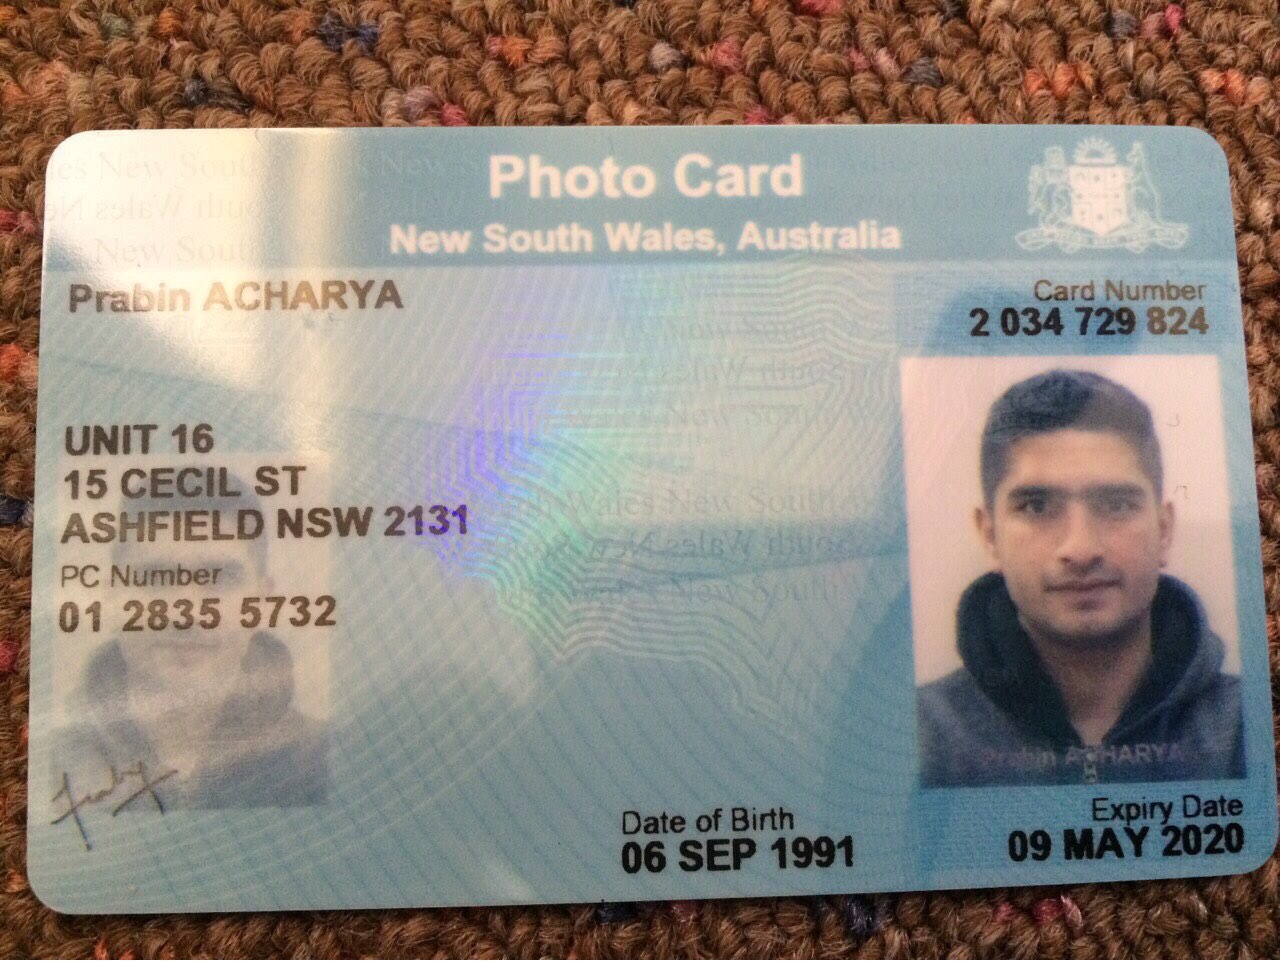 Photo Card
New South Wales, Australia
Prabin ACHARYA
Card Number
2 034 729 824
UNIT 16
15 CECIL ST
ASHFIELD NSW 2131
PC Number
01 2835 5732
Prabin ACHARYA
Date of Birth
06 SEP 1991
Expiry Date
09 MAY 2020